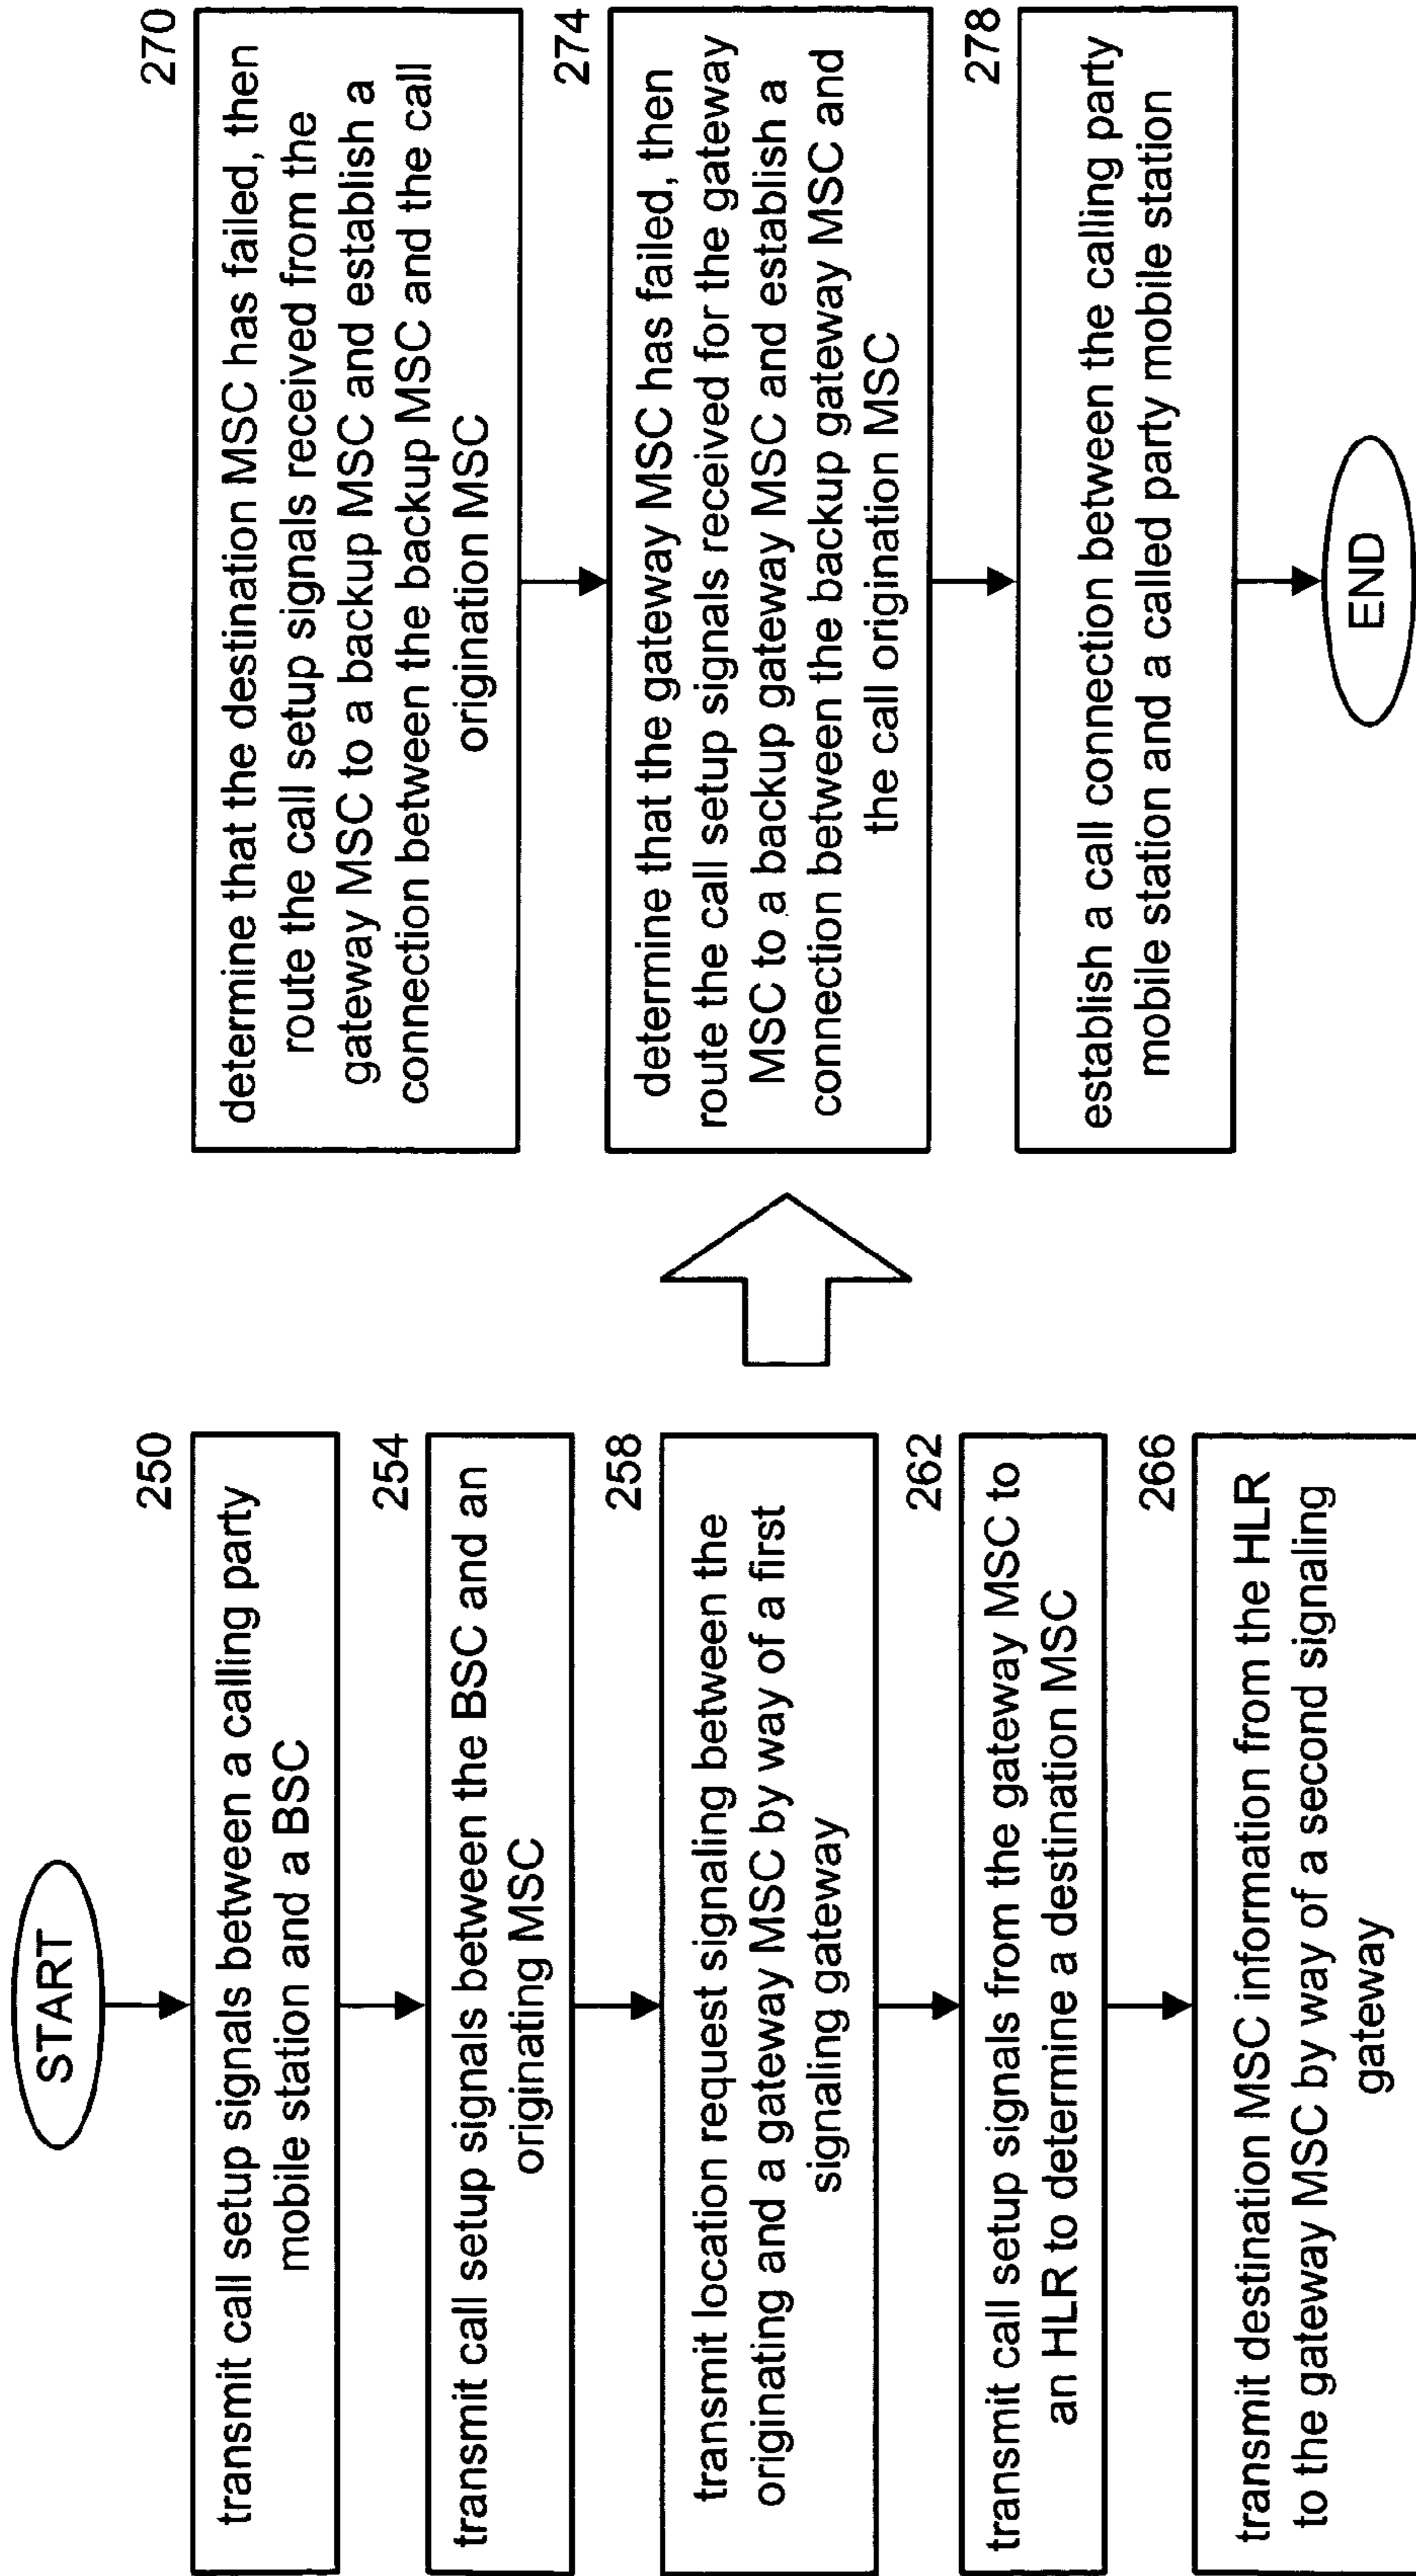 START
250
transmit call setup signals between a calling party
mobile station and a BSC
254
transmit call setup signals between the BSC and an
originating MSC
258
transmit location request signaling between the
originating and a gateway MSC by way of a first
signaling gateway
262
transmit call setup signals from the gateway MSC to
an HLR to determine a destination MSC
266
transmit destination MSC information from the HLR
to the gateway MSC by way of a second signaling
gateway
270
determine that the destination MSC has failed, then
route the call setup signals received from the
gateway MSC to a backup MSC and establish a
connection between the backup MSC and the call
origination MSC
274
determine that the gateway MSC has failed, then
route the call setup signals received for the gateway
MSC to a backup gateway MSC and establish a
connection between the backup gateway MSC and
the call origination MSC
278
establish a call connection between the calling party
mobile station and a called party mobile station
END